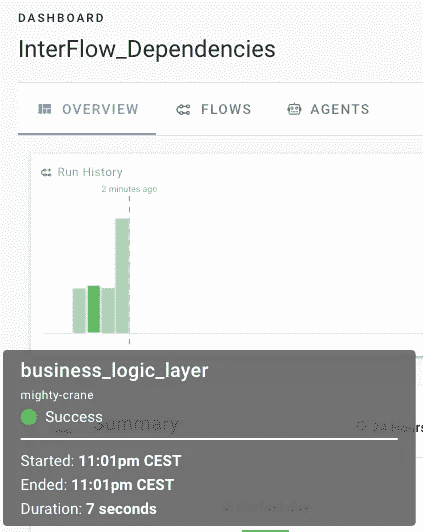 DASHBOARD
InterFlow_Dependencies
OVERVIEW FLOWS AGENTS
Run History
2 minutes ago
business_logic_layer
mighty-crane
Success
Summary
Started: 11:01pm CEST
Ended: 11:01pm CEST
Duration: 7 seconds